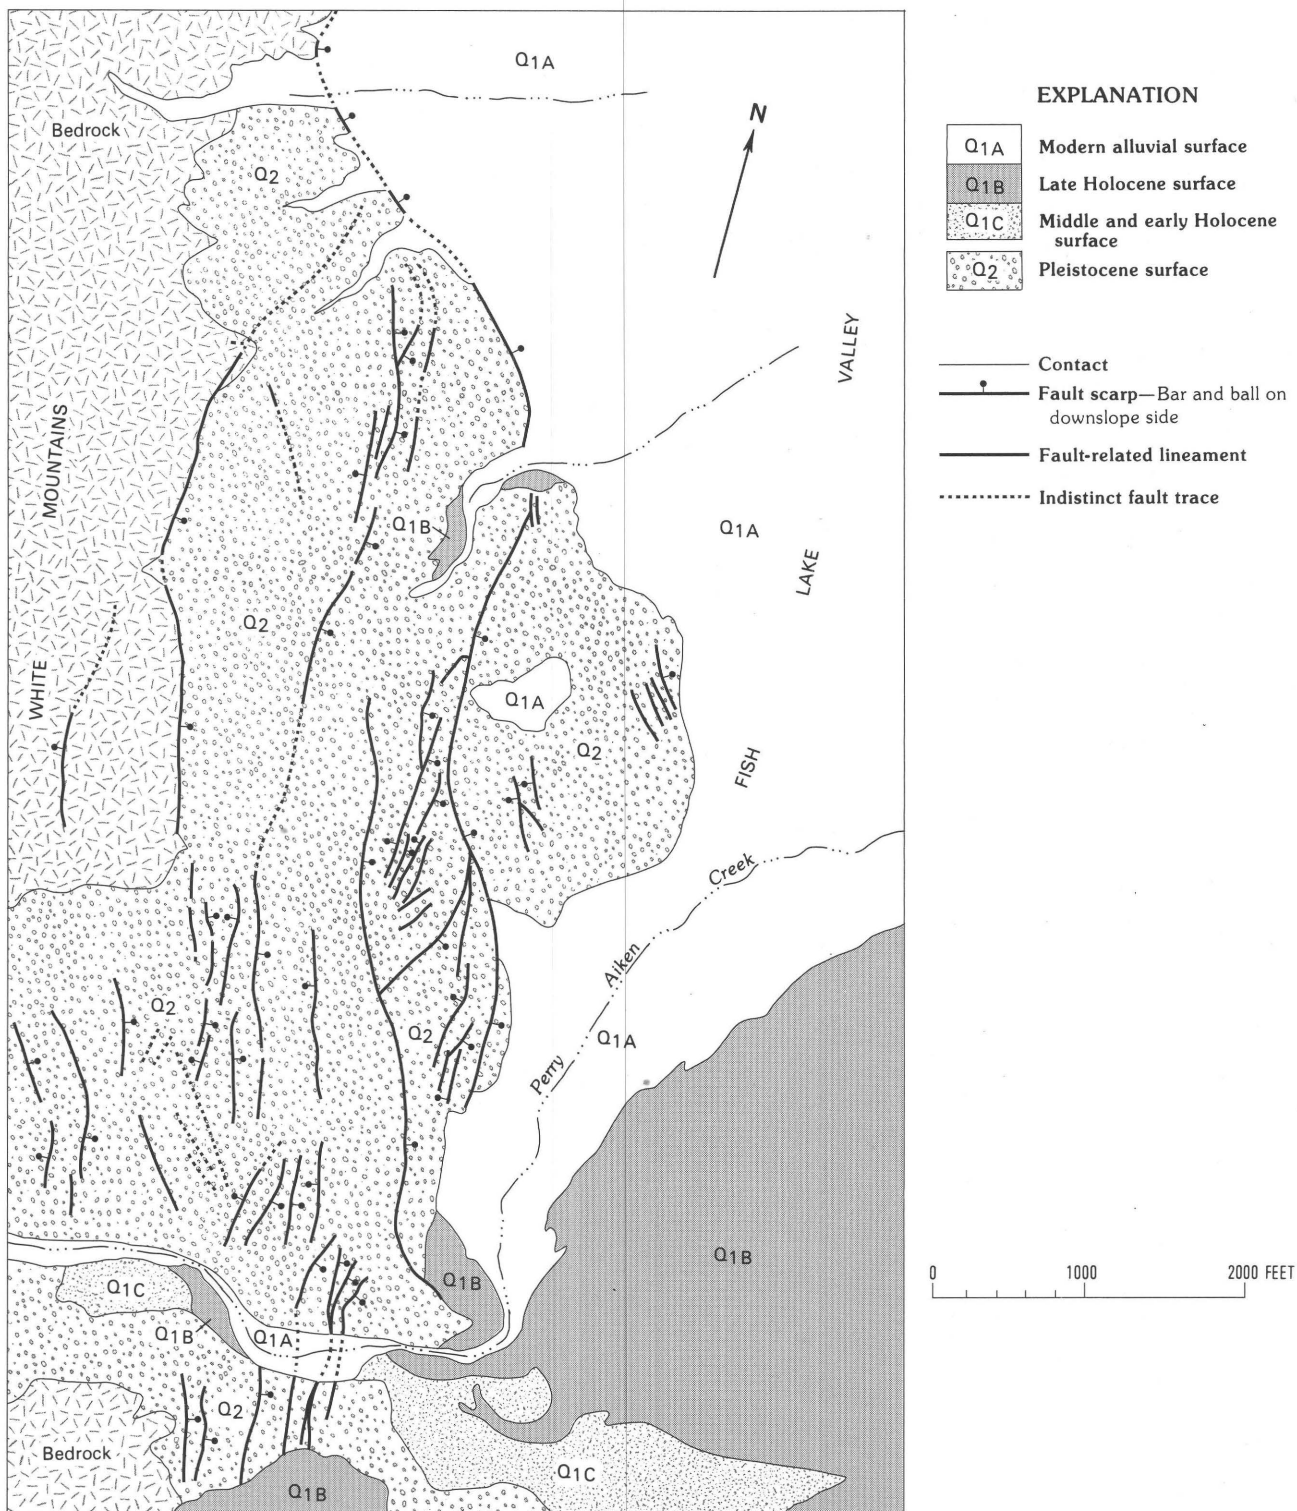 Q1A
Bedrock
Q2
N
VALLEY
MOUNTAINS
Q1B
Q1A
LAKE
Q2
WHITE
Q1A
Q2
FISH
Perry Aiken Creek
Q2
Q2
Q1A
Q1B
Q1B
Q1C
Q1B
Q1A
Q2
Bedrock
Q1C
Q1B
EXPLANATION
Q1A Modern alluvial surface
Q1B Late Holocene surface
Q1C Middle and early Holocene
surface
Q2 Pleistocene surface
Contact
Fault scarp—Bar and ball on
downslope side
Fault-related lineament
Indistinct fault trace
0 1000 2000 FEET